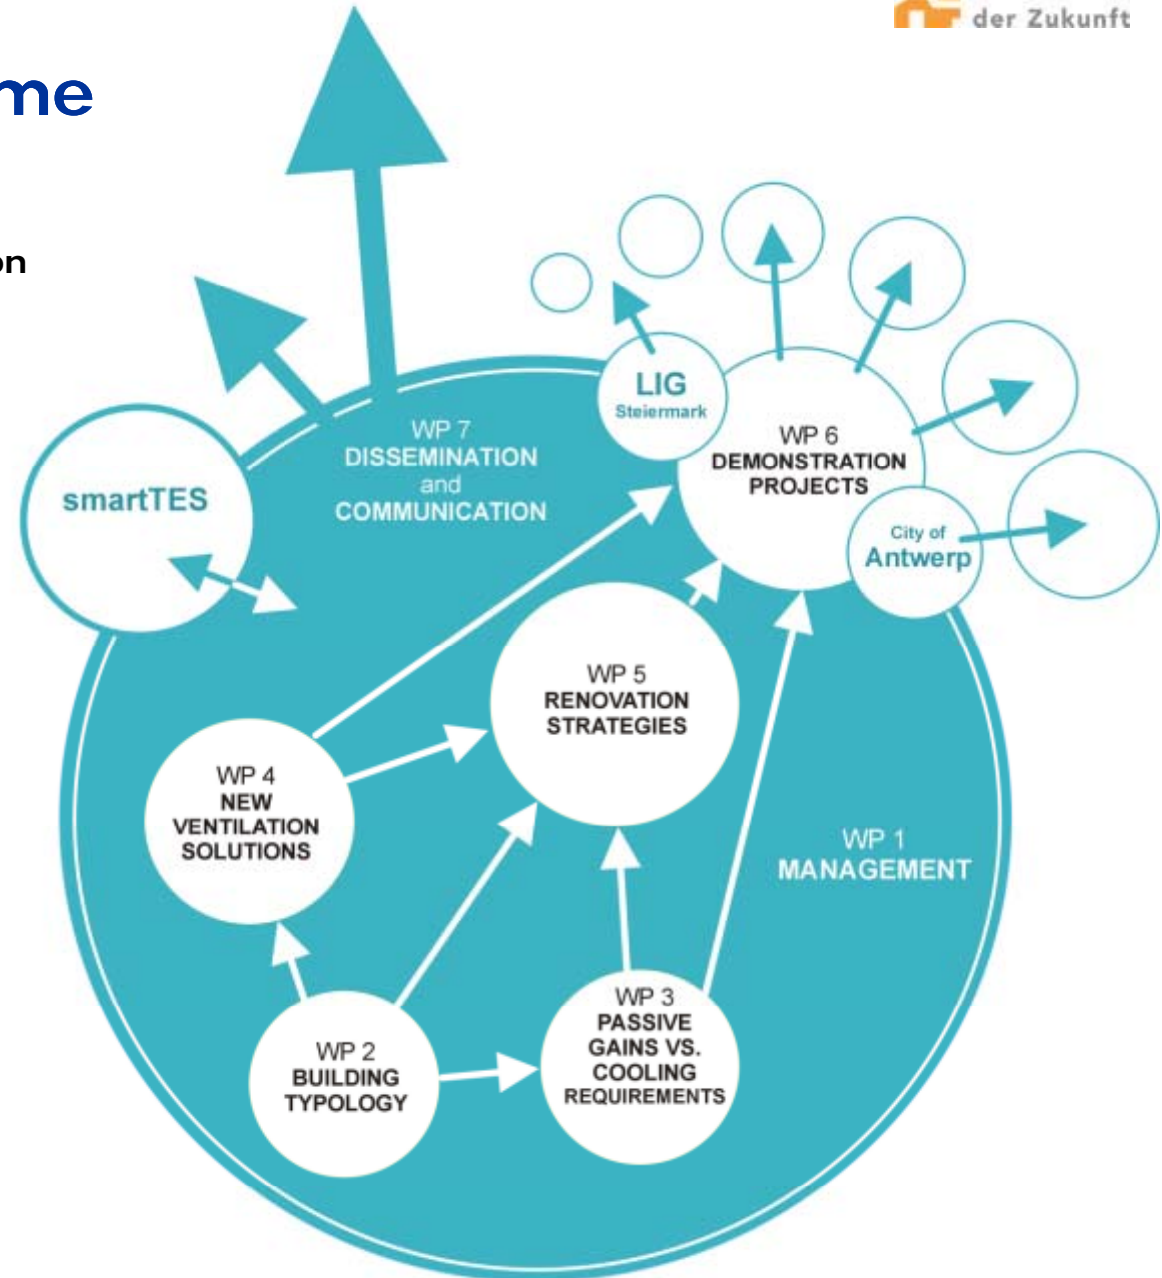 der Zukunft
me
on
LIG
Steiermark
WP 7
DISSEMINATION
and
COMMUNICATION
WP 6
DEMONSTRATION
PROJECTS
smartTES
City of
Antwerp
WP 5
RENOVATION
STRATEGIES
WP 4
NEW
VENTILATION
SOLUTIONS
WP 1
MANAGEMENT
WP 3
PASSIVE
GAINS VS.
COOLING
REQUIREMENTS
WP 2
BUILDING
TYPOLOGY